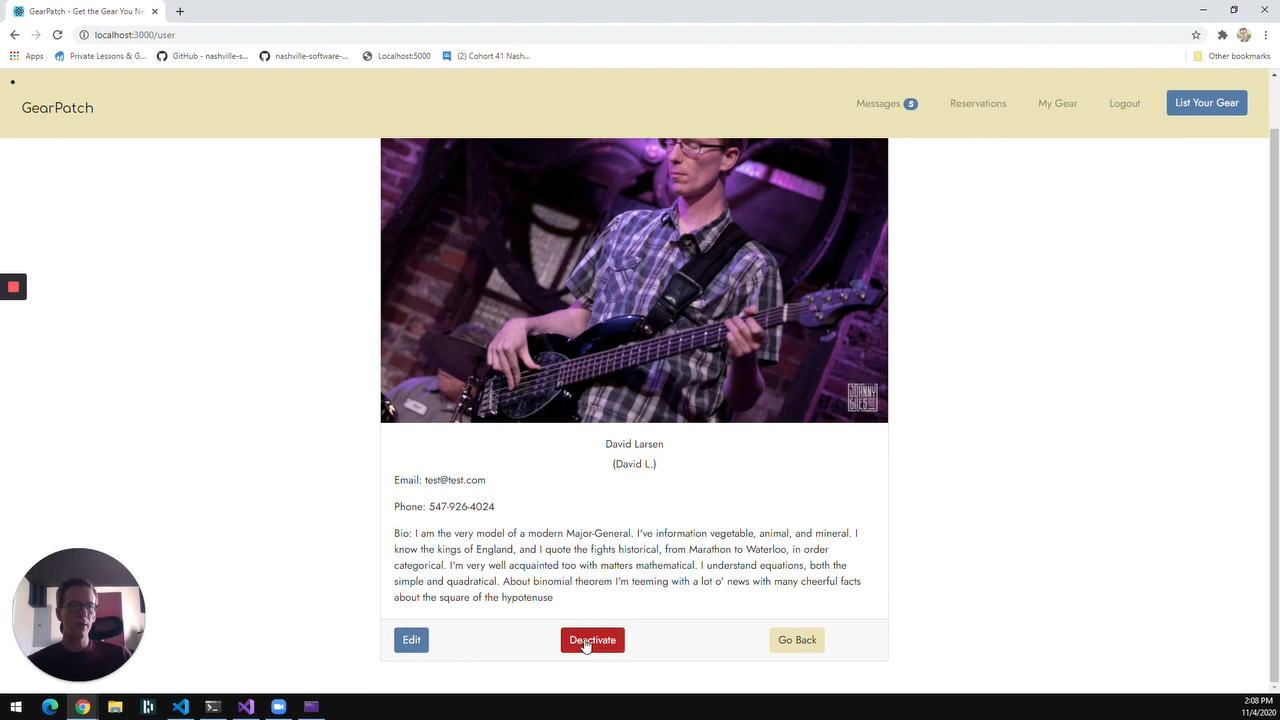 GearPatch - Get the Gear You Ne
localhost:3000/user
Apps
Private Lessons & G...
GitHub - nashville-s...
nashville-software-...
Localhost:5000
(2) Cohort 41 Nash...
Other bookmarks
GearPatch
Messages 5
Reservations
My Gear
Logout
List Your Gear
JOHNNY
GILES
David Larsen
(David L.)
Email: test@test.com
Phone: 547-926-4024
Bio: I am the very model of a modern Major-General. I've information vegetable, animal, and mineral. I
know the kings of England, and I quote the fights historical, from Marathon to Waterloo, in order
categorical. I'm very well acquainted too with matters mathematical. I understand equations, both the
simple and quadratical. About binomial theorem I'm teeming with a lot o' news with many cheerful facts
about the square of the hypotenuse
Edit
Deactivate
Go Back
2:08 PM
11/4/2020